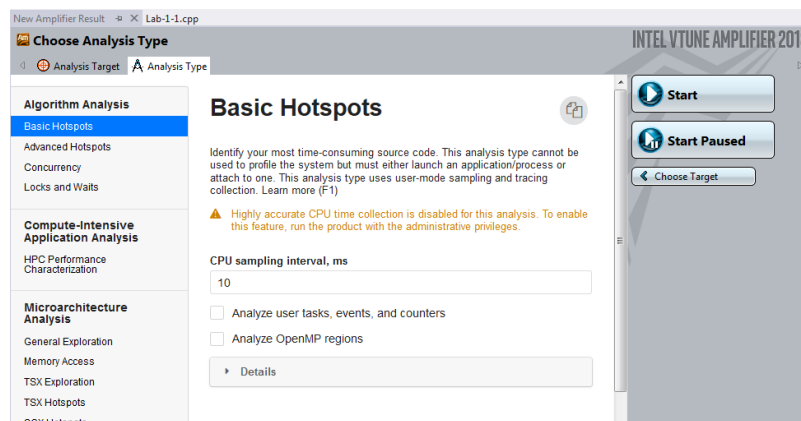 New Amplifier Result
Lab-1-1.cpp
Choose Analysis Type
INTEL VTUNE AMPLIFIER 201
Analysis Target
Analysis Type
Algorithm Analysis
Basic Hotspots
Advanced Hotspots
Concurrency
Locks and Waits
Compute-Intensive
Application Analysis
HPC Performance
Characterization
Microarchitecture
Analysis
General Exploration
Memory Access
TSX Exploration
TSX Hotspots
Basic Hotspots
Identify your most time-consuming source code. This analysis type cannot be
used to profile the system but must either launch an application/process or
attach to one. This analysis type uses user-mode sampling and tracing
collection. Learn more (F1)
Highly accurate CPU time collection is disabled for this analysis. To enable
this feature, run the product with the administrative privileges.
CPU sampling interval, ms
10
Analyze user tasks, events, and counters
Analyze OpenMP regions
Details
Start
Start Paused
Choose Target